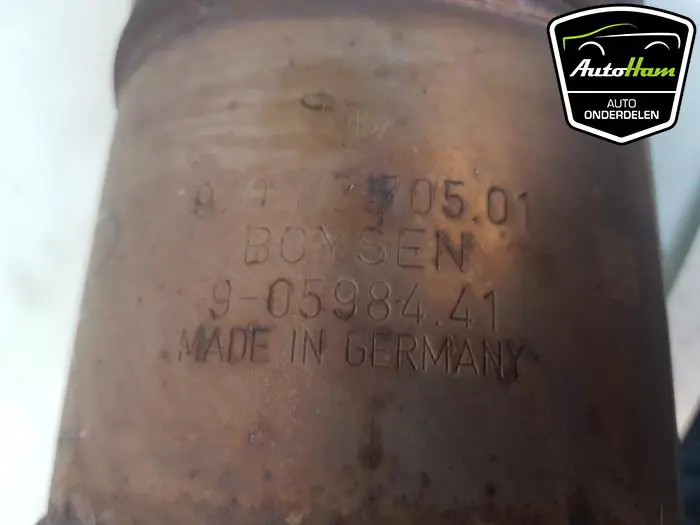 AutoHam
AUTO
ONDERDELEN
BOYSEN
9-05984.41
MADE IN GERMANY